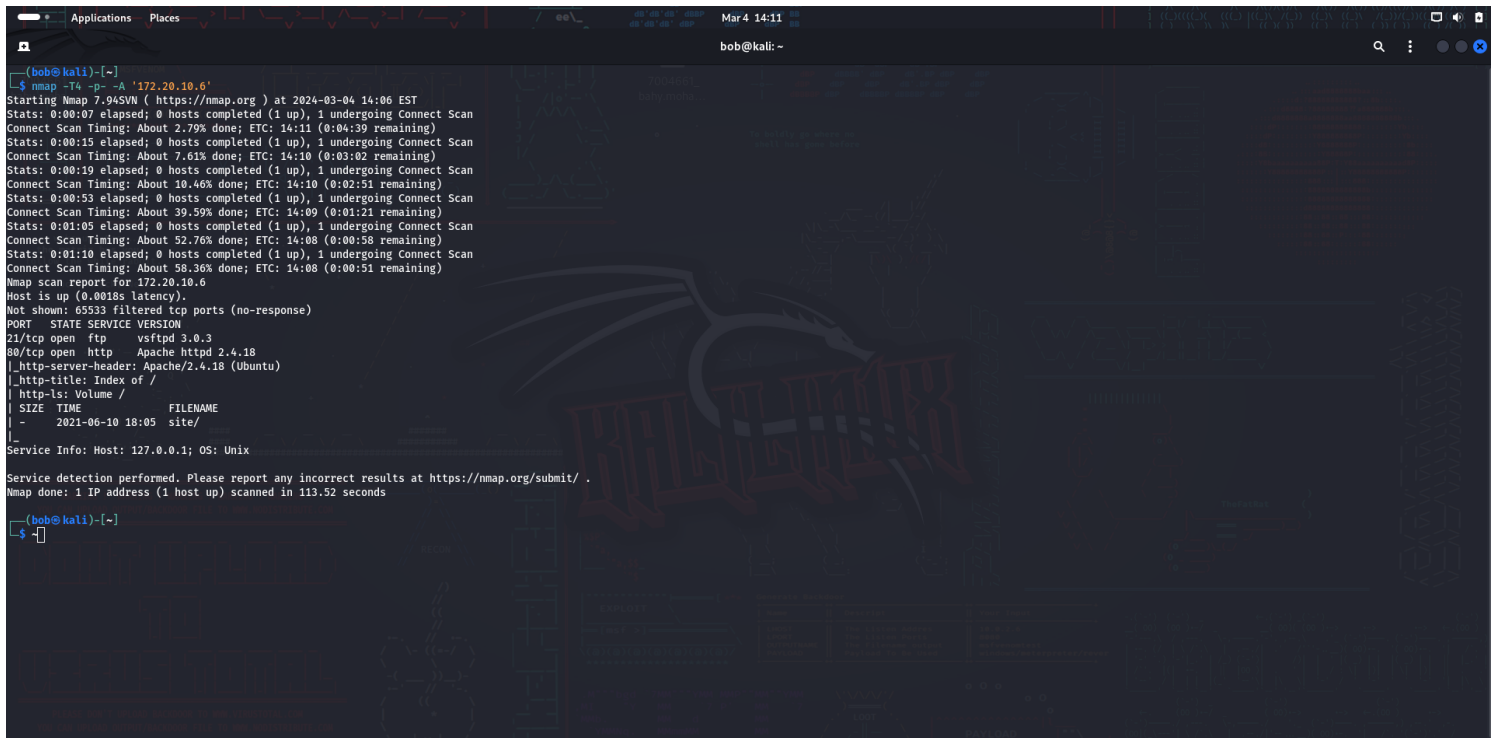 Applications Places Mar 4 14:11
bob@kali: ~
┌──(bob㉿kali)-[~]
└─$ nmap -T4 -p- -A '172.20.10.6'
Starting Nmap 7.94SVN ( https://nmap.org ) at 2024-03-04 14:06 EST
Stats: 0:00:07 elapsed; 0 hosts completed (1 up), 1 undergoing Connect Scan
Connect Scan Timing: About 2.79% done; ETC: 14:11 (0:04:39 remaining)
Stats: 0:00:15 elapsed; 0 hosts completed (1 up), 1 undergoing Connect Scan
Connect Scan Timing: About 7.61% done; ETC: 14:10 (0:03:02 remaining)
Stats: 0:00:19 elapsed; 0 hosts completed (1 up), 1 undergoing Connect Scan
Connect Scan Timing: About 10.46% done; ETC: 14:10 (0:02:51 remaining)
Stats: 0:00:53 elapsed; 0 hosts completed (1 up), 1 undergoing Connect Scan
Connect Scan Timing: About 39.59% done; ETC: 14:09 (0:01:21 remaining)
Stats: 0:01:05 elapsed; 0 hosts completed (1 up), 1 undergoing Connect Scan
Connect Scan Timing: About 52.76% done; ETC: 14:08 (0:00:58 remaining)
Stats: 0:01:10 elapsed; 0 hosts completed (1 up), 1 undergoing Connect Scan
Connect Scan Timing: About 58.36% done; ETC: 14:08 (0:00:51 remaining)
Nmap scan report for 172.20.10.6
Host is up (0.0018s latency).
Not shown: 65533 filtered tcp ports (no-response)
PORT   STATE SERVICE VERSION
21/tcp open  ftp     vsftpd 3.0.3
80/tcp open  http    Apache httpd 2.4.18
|_http-server-header: Apache/2.4.18 (Ubuntu)
|_http-title: Index of /
| http-ls: Volume /
| SIZE  TIME              FILENAME
| -     2021-06-10 18:05  site/
|_
Service Info: Host: 127.0.0.1; OS: Unix
Service detection performed. Please report any incorrect results at https://nmap.org/submit/ .
Nmap done: 1 IP address (1 host up) scanned in 113.52 seconds
┌──(bob㉿kali)-[~]
└─$ ~
KALI LINUX